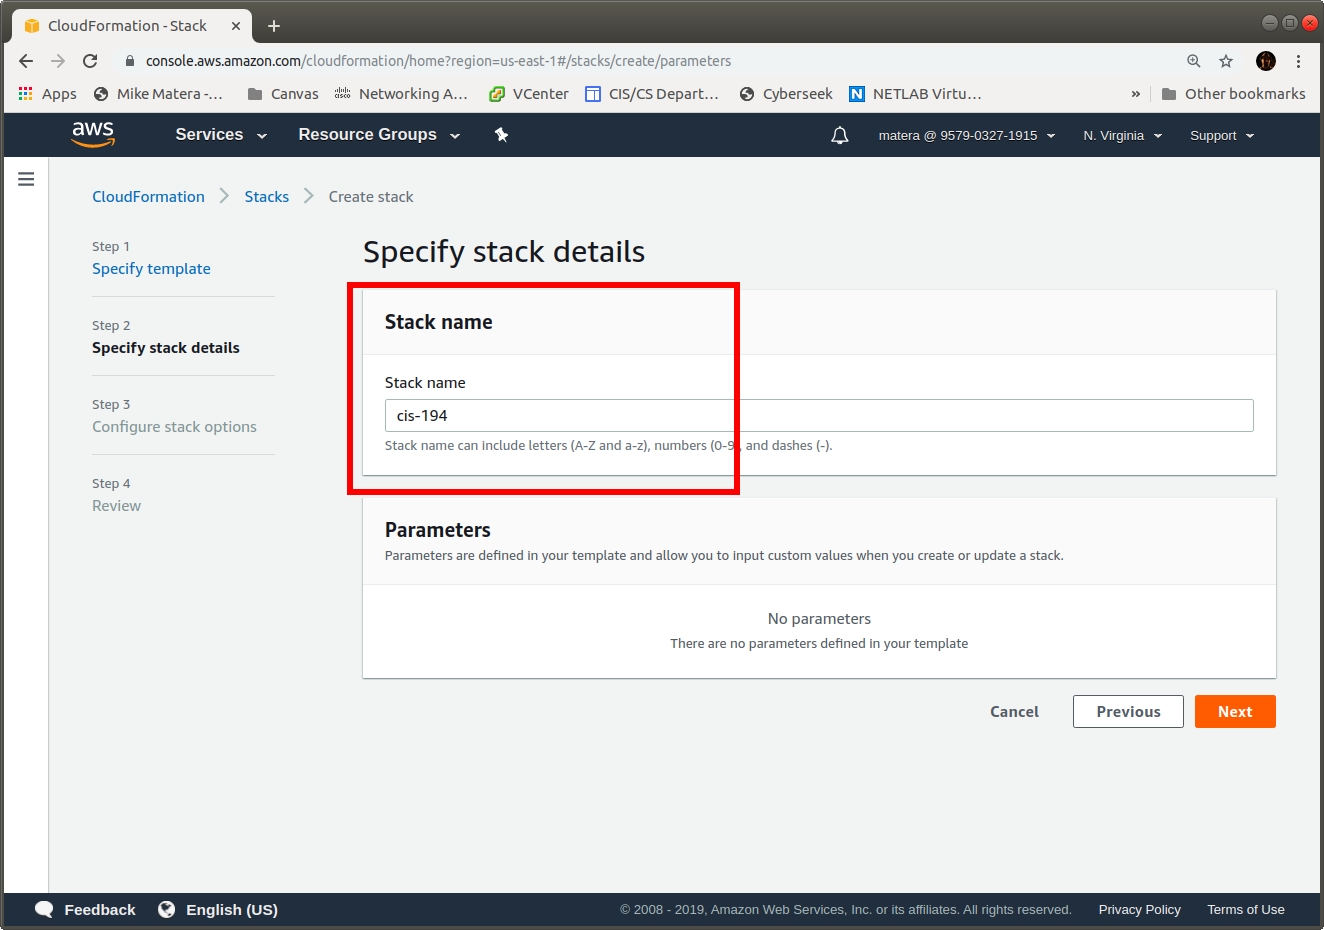 CloudFormation - Stack
console.aws.amazon.com/cloudformation/home?region=us-east-1#/stacks/create/parameters
Apps Mike Matera -... Canvas Networking A... VCenter CIS/CS Depart... Cyberseek NETLAB Virtu... » Other bookmarks
aws Services Resource Groups matera @ 9579-0327-1915 N. Virginia Support
CloudFormation Stacks Create stack
Step 1
Specify template
Step 2
Specify stack details
Step 3
Configure stack options
Step 4
Review
Specify stack details
Stack name
Stack name
cis-194
Stack name can include letters (A-Z and a-z), numbers (0-9), and dashes (-).
Parameters
Parameters are defined in your template and allow you to input custom values when you create or update a stack.
No parameters
There are no parameters defined in your template
Cancel Previous Next
Feedback English (US) © 2008 - 2019, Amazon Web Services, Inc. or its affiliates. All rights reserved. Privacy Policy Terms of Use